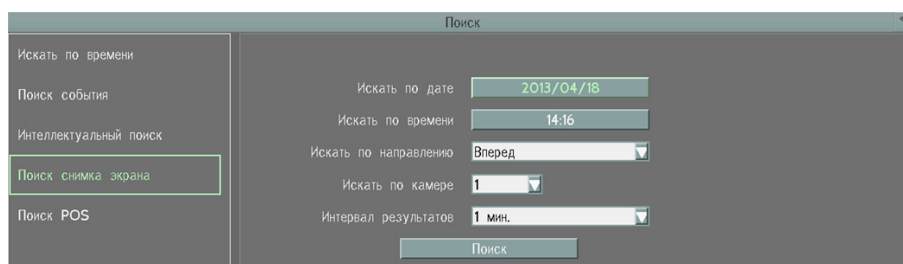 Поиск
Искать по времени
Поиск события
Интеллектуальный поиск
Поиск снимка экрана
Поиск POS
Искать по дате 2013/04/18
Искать по времени 14:16
Искать по направлению Вперед
Искать по камере 1
Интервал результатов 1 мин.
Поиск